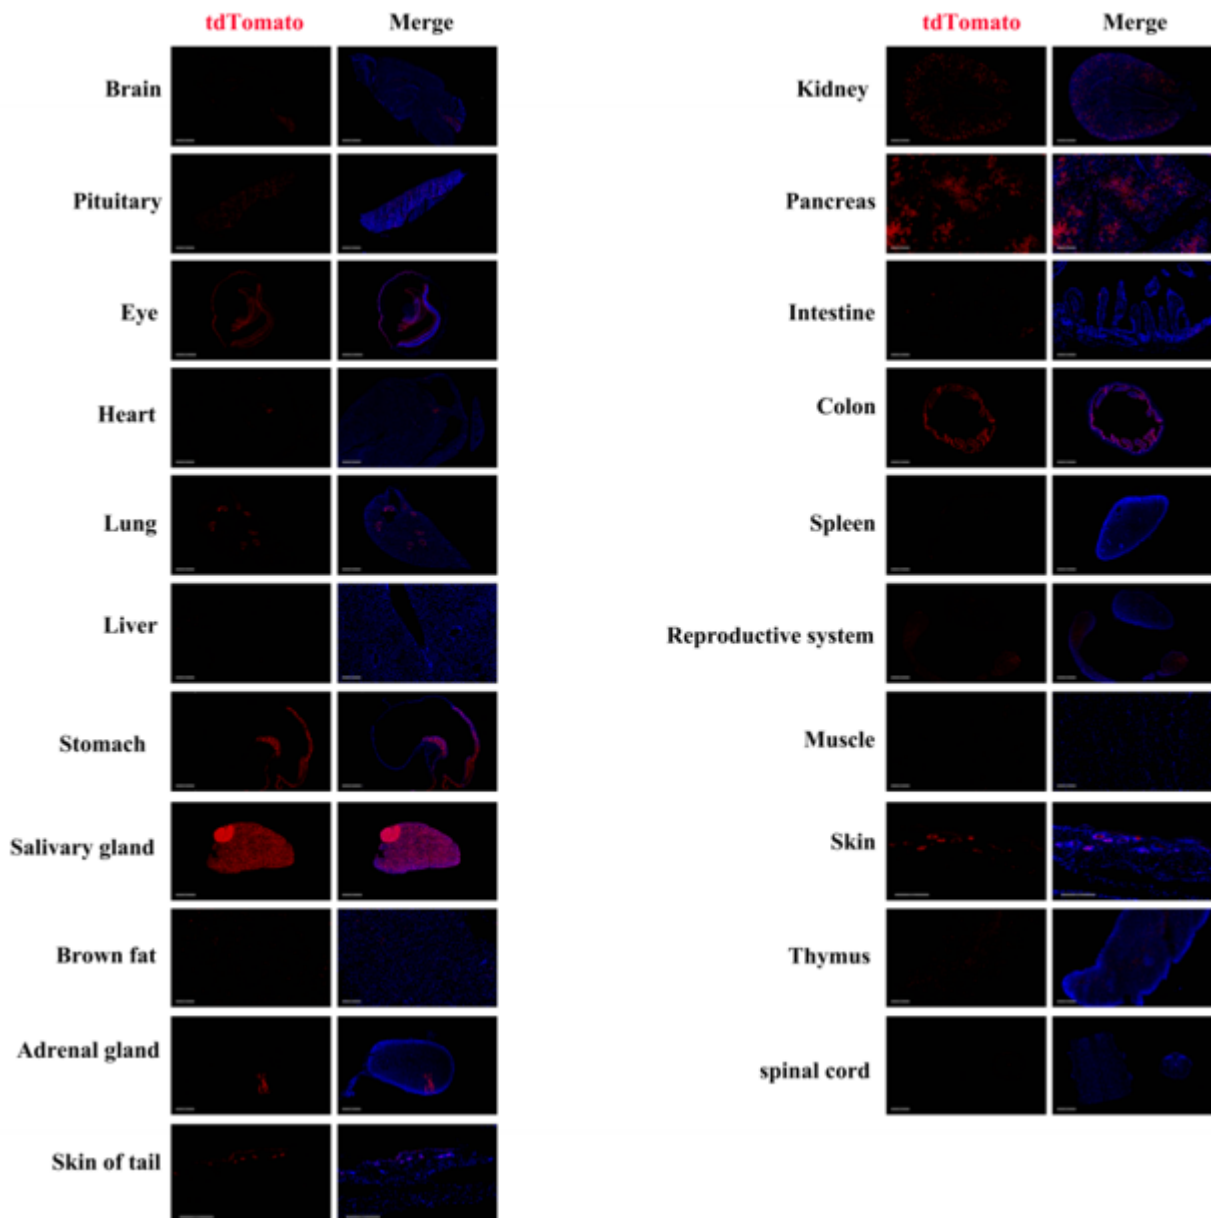 tdTomato Merge tdTomato Merge
Brain
Pituitary
Eye
Heart
Lung
Liver
Stomach
Salivary gland
Brown fat
Adrenal gland
Skin of tail
Kidney
Pancreas
Intestine
Colon
Spleen
Reproductive system
Muscle
Skin
Thymus
spinal cord